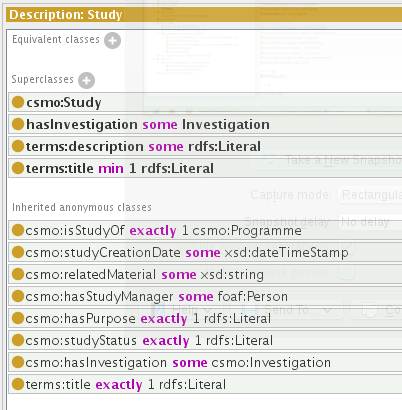 Description: Study
Equivalent classes
Superclasses
csmo:Study
hasInvestigation some Investigation
terms:description some rdfs:Literal
terms:title min 1 rdfs:Literal
Take a New Snapsho
Capture mode: Rectangula
Inherited anonymous classes
Snapshot delay: No delay
csmo:isStudyOf exactly 1 csmo:Programme
csmo:studyCreationDate some xsd:dateTimeStamp
csmo:relatedMaterial some xsd:string
csmo:hasStudyManager some foaf:Person
Send To...
Co
csmo:hasPurpose exactly 1 rdfs:Literal
csmo:studyStatus exactly 1 rdfs:Literal
csmo:hasInvestigation some csmo:Investigation
terms:title exactly 1 rdfs:Literal